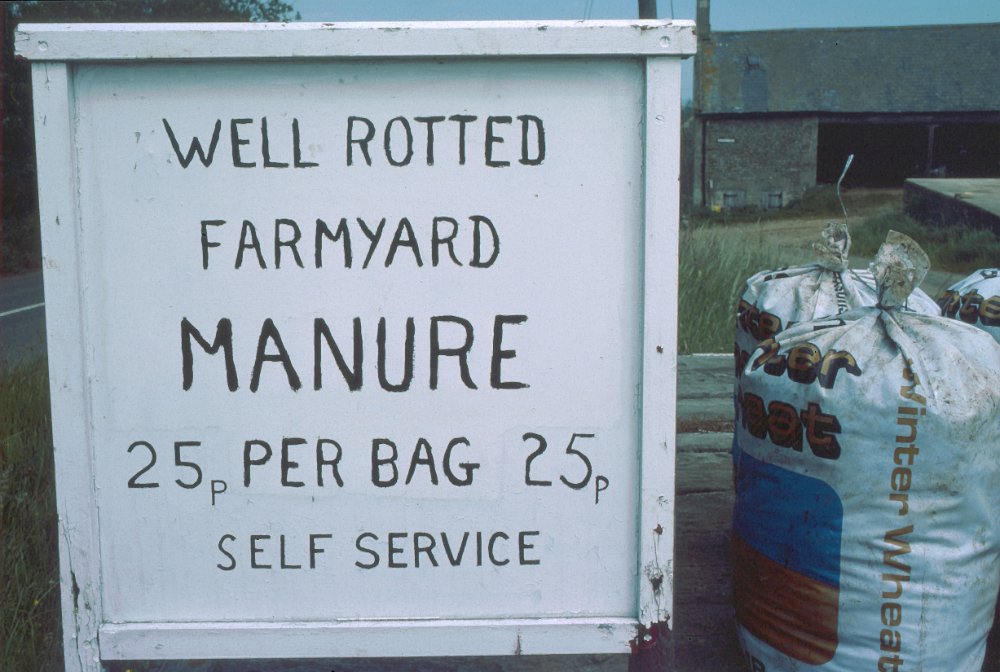 WELL ROTTED
FARMYARD
MANURE
25p PER BAG 25p
SELF SERVICE
Winter Wheat